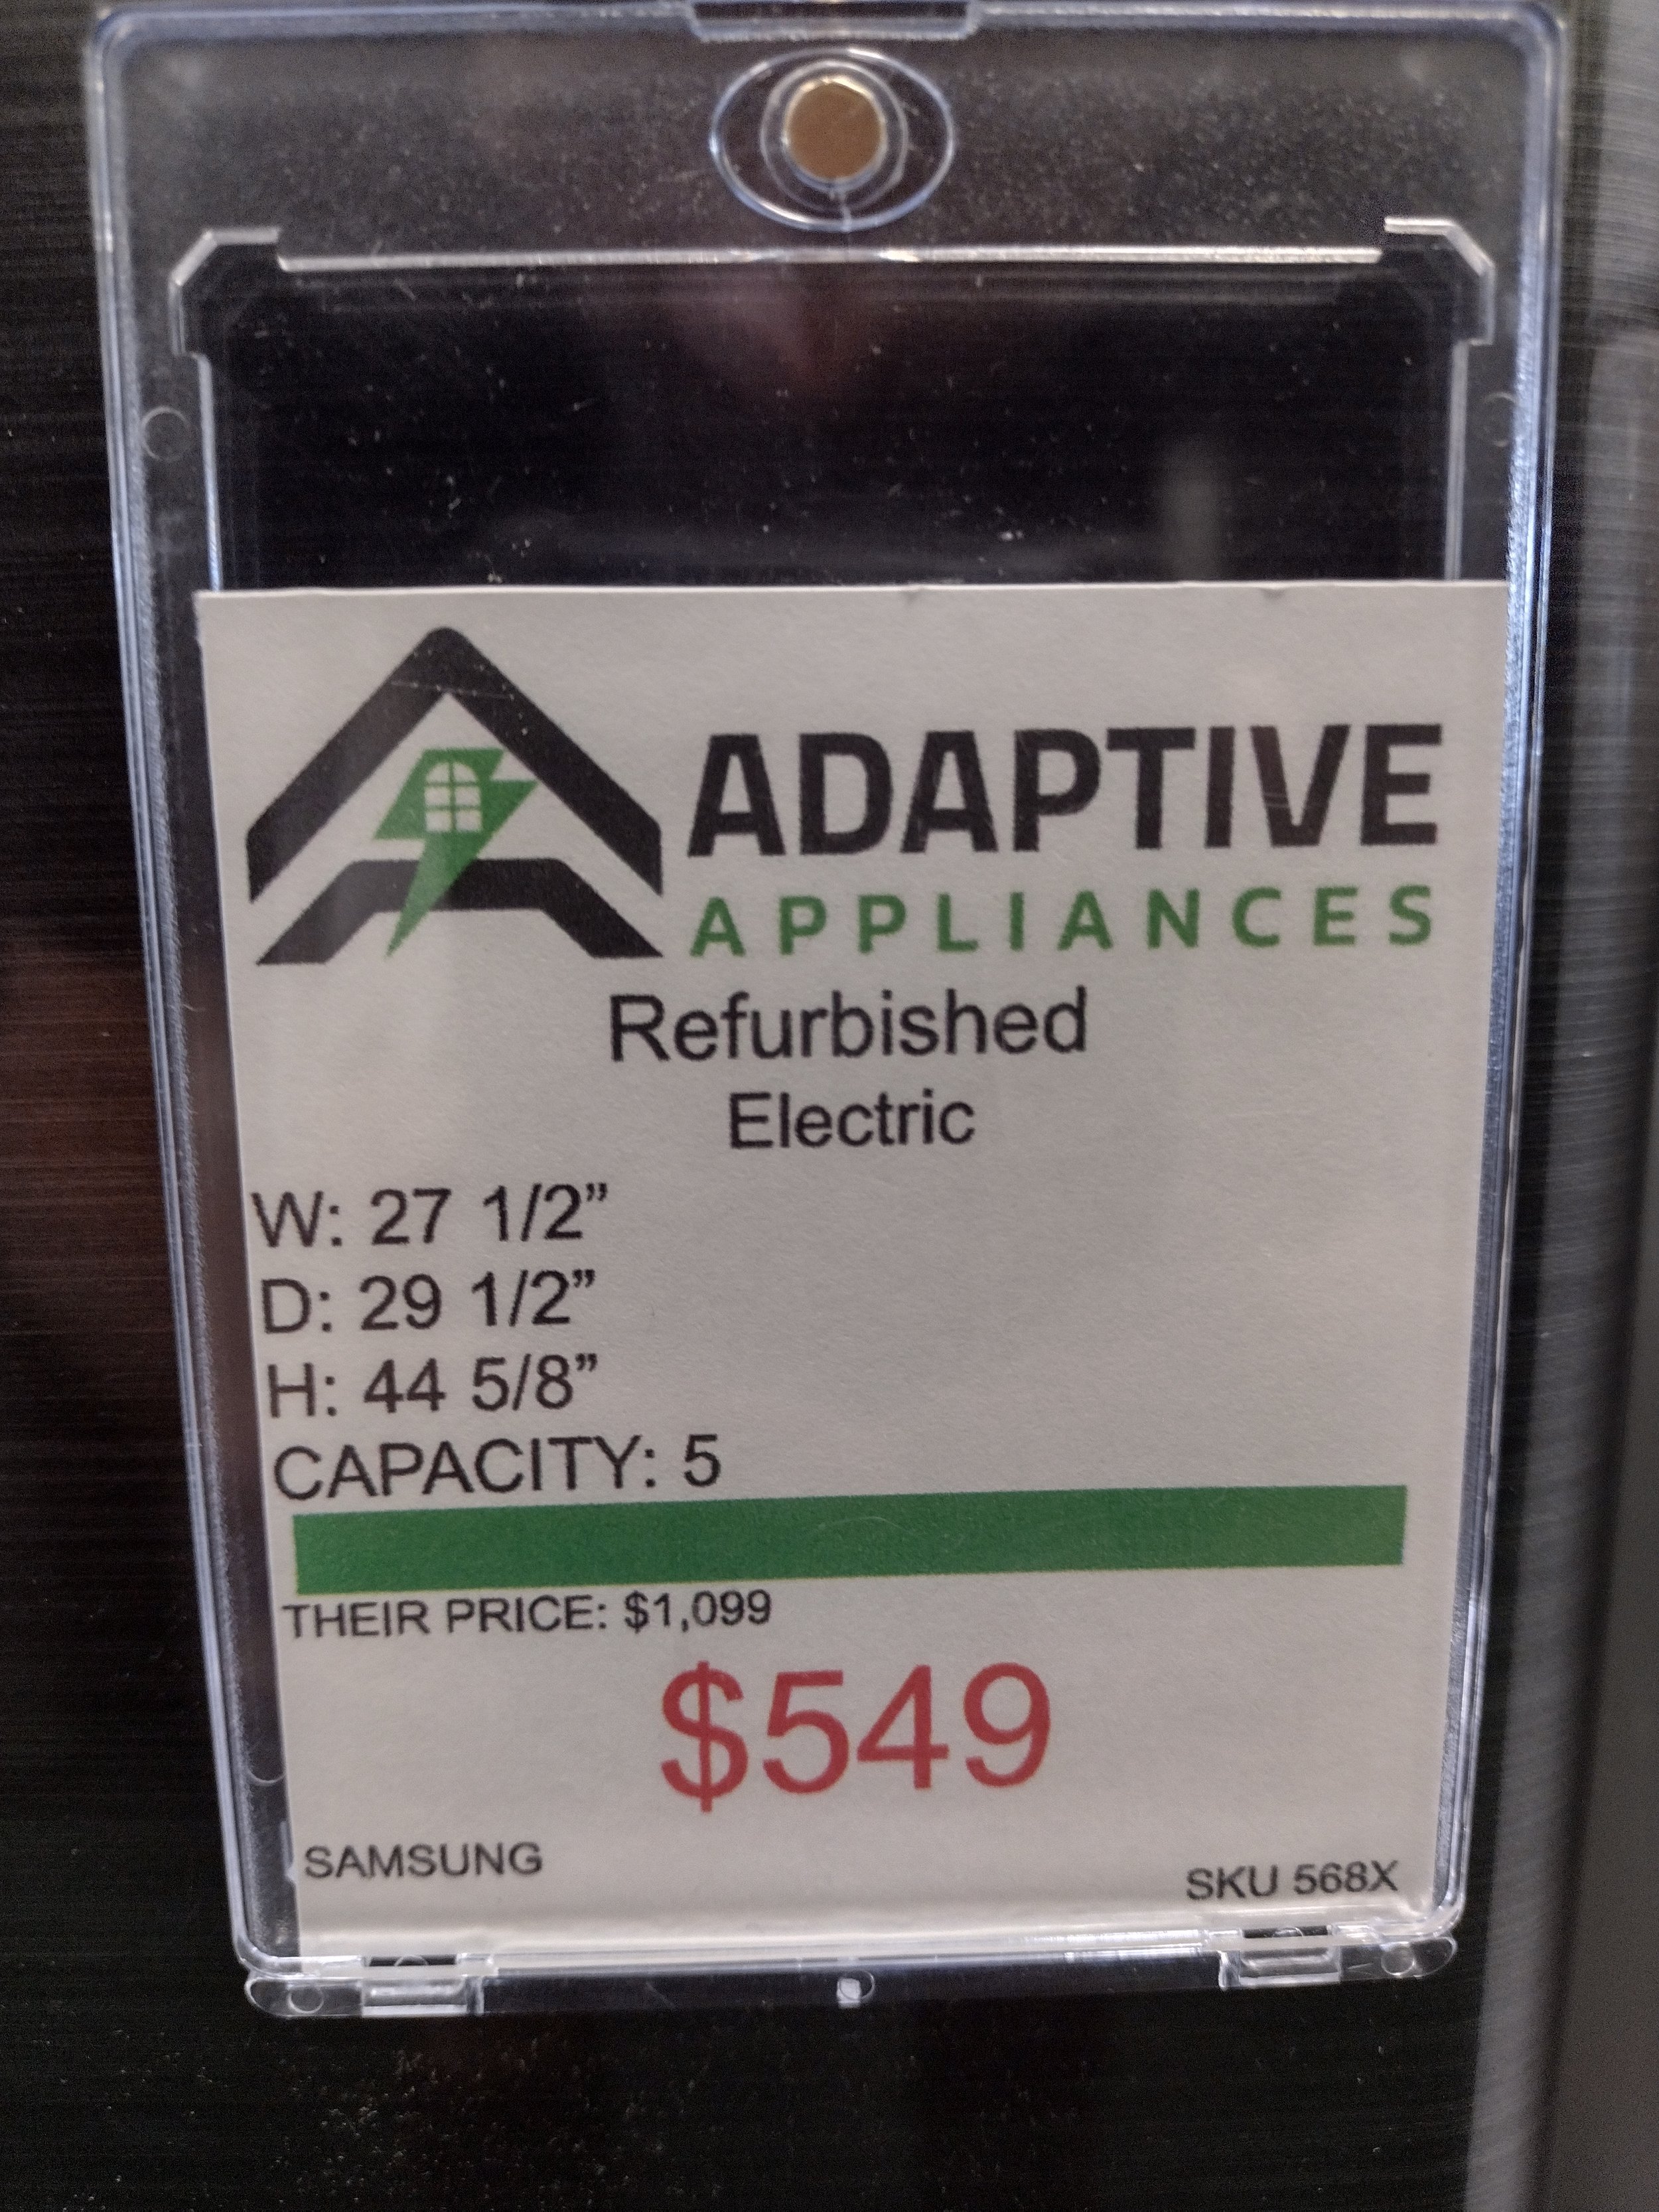 ADAPTIVE
APPLIANCES
Refurbished
Electric
W: 27 1/2”
D: 29 1/2”
H: 44 5/8”
CAPACITY: 5
THEIR PRICE: $1,099
$549
SAMSUNG
SKU 568X